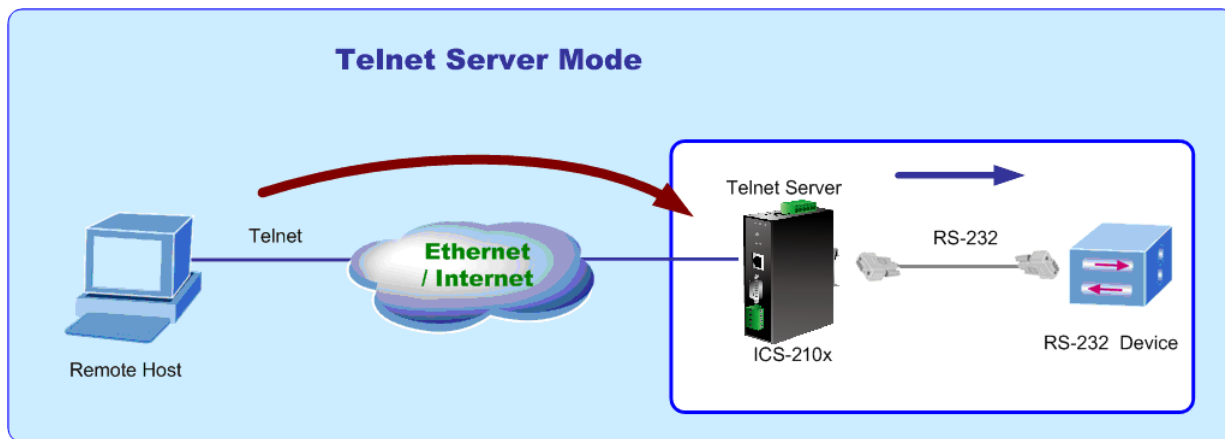 Telnet Server Mode
Telnet Server
Telnet
RS-232
Ethernet
/ Internet
Remote Host
ICS-210x
RS-232 Device